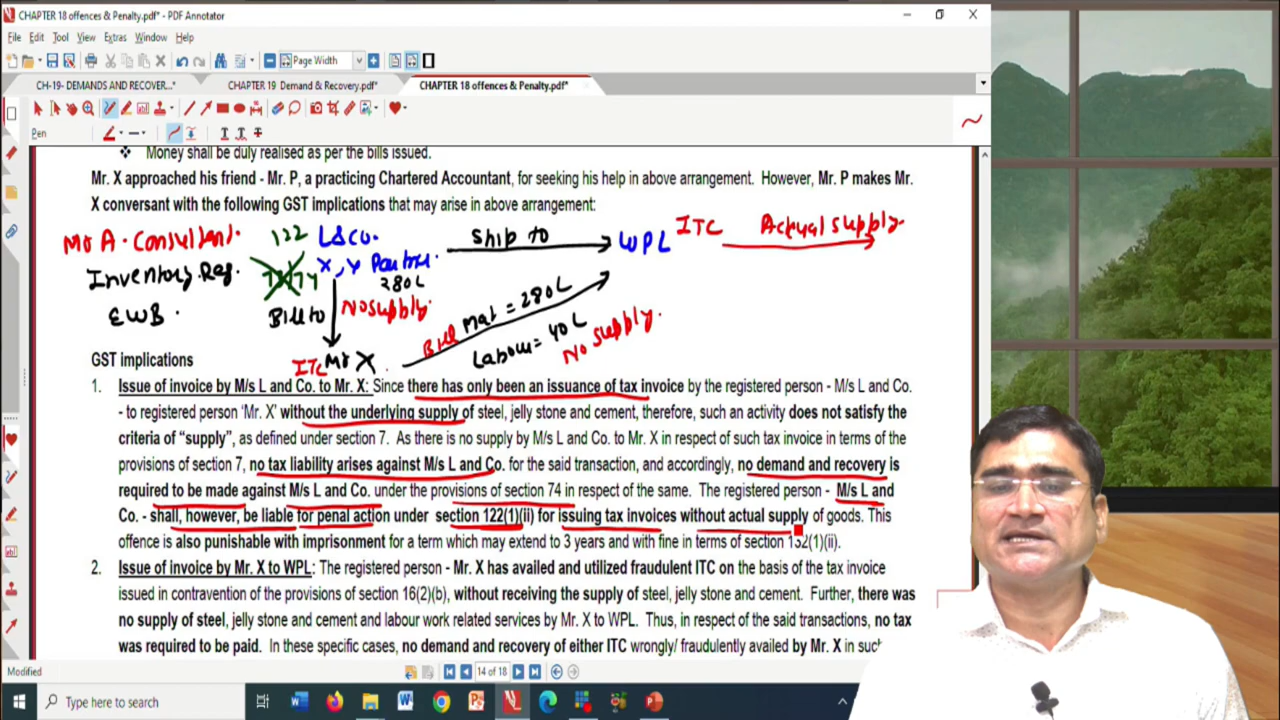 CHAPTER 18 offences & Penalty.pdf* - PDF Annotator
File Edit Tool View Extras Window Help
Page Width
CH-19- DEMANDS AND RECOVER...*
CHAPTER 19 Demand & Recovery.pdf*
CHAPTER 18 offences & Penalty.pdf*
Pen
❖ Money shall be duly realised as per the bills issued.
Mr. X approached his friend - Mr. P, a practicing Chartered Accountant, for seeking his help in above arrangement. However, Mr. P makes Mr.
X conversant with the following GST implications that may arise in above arrangement:
Mr A. Consultant.
122
L&Co.
Ship to
WPL
ITC
Actual supply.
Inventory Reg.
X, Y Partner.
280L
EWB.
Bill to
No supply.
Bill Mat = 280L
Labour = 40L
No supply.
ITC Mr X
GST implications
1. Issue of invoice by M/s L and Co. to Mr. X: Since there has only been an issuance of tax invoice by the registered person - M/s L and Co.
- to registered person 'Mr. X' without the underlying supply of steel, jelly stone and cement, therefore, such an activity does not satisfy the
criteria of "supply", as defined under section 7. As there is no supply by M/s L and Co. to Mr. X in respect of such tax invoice in terms of the
provisions of section 7, no tax liability arises against M/s L and Co. for the said transaction, and accordingly, no demand and recovery is
required to be made against M/s L and Co. under the provisions of section 74 in respect of the same. The registered person - M/s L and
Co. - shall, however, be liable for penal action under section 122(1)(ii) for issuing tax invoices without actual supply of goods. This
offence is also punishable with imprisonment for a term which may extend to 3 years and with fine in terms of section 132(1)(ii).
2. Issue of invoice by Mr. X to WPL: The registered person - Mr. X has availed and utilized fraudulent ITC on the basis of the tax invoice
issued in contravention of the provisions of section 16(2)(b), without receiving the supply of steel, jelly stone and cement. Further, there was
no supply of steel, jelly stone and cement and labour work related services by Mr. X to WPL. Thus, in respect of the said transactions, no tax
was required to be paid. In these specific cases, no demand and recovery of either ITC wrongly/ fraudulently availed by Mr. X in such
Modified
14 of 18
Type here to search